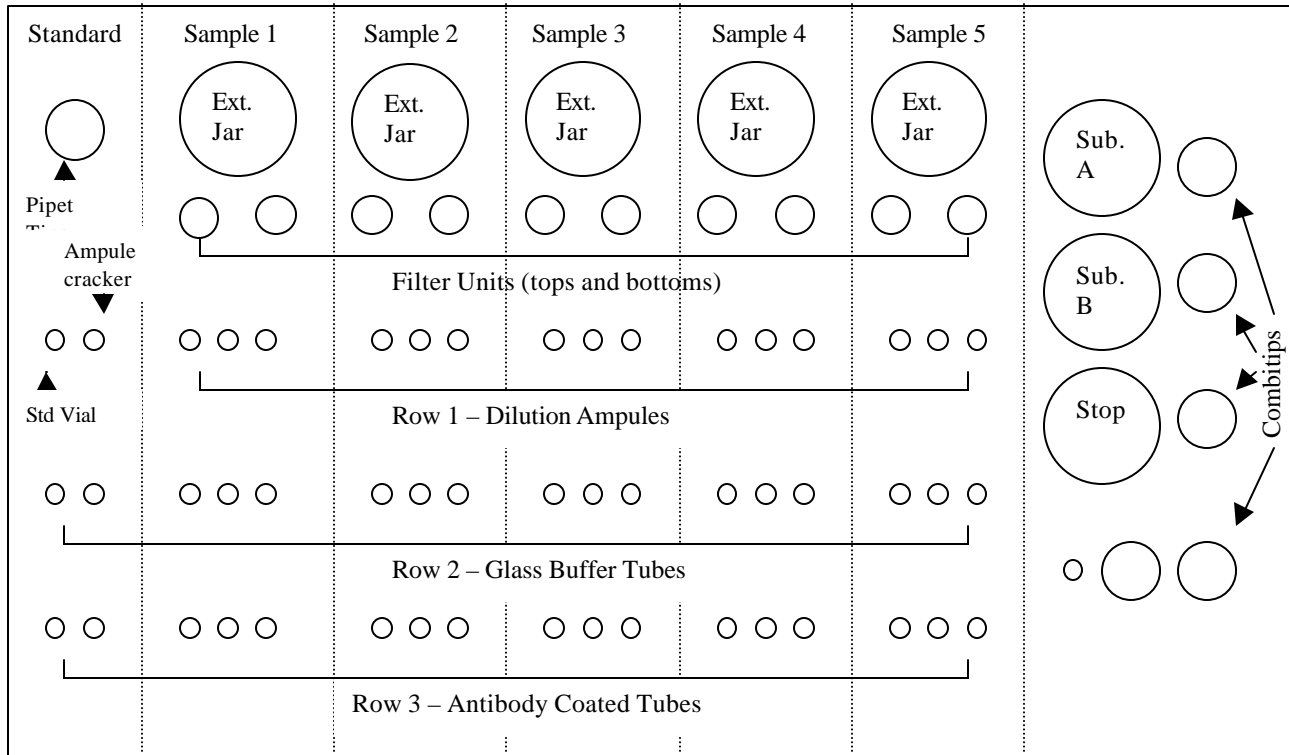 Standard
Sample 1
Sample 2
Sample 3
Sample 4
Sample 5
Ext.
Jar
Ext.
Jar
Ext.
Jar
Ext.
Jar
Ext.
Jar
Sub.
A
Pipet
Ampule
cracker
Filter Units (tops and bottoms)
Sub.
B
Std Vial
Row 1 – Dilution Ampules
Stop
Combitips
Row 2 – Glass Buffer Tubes
Row 3 – Antibody Coated Tubes